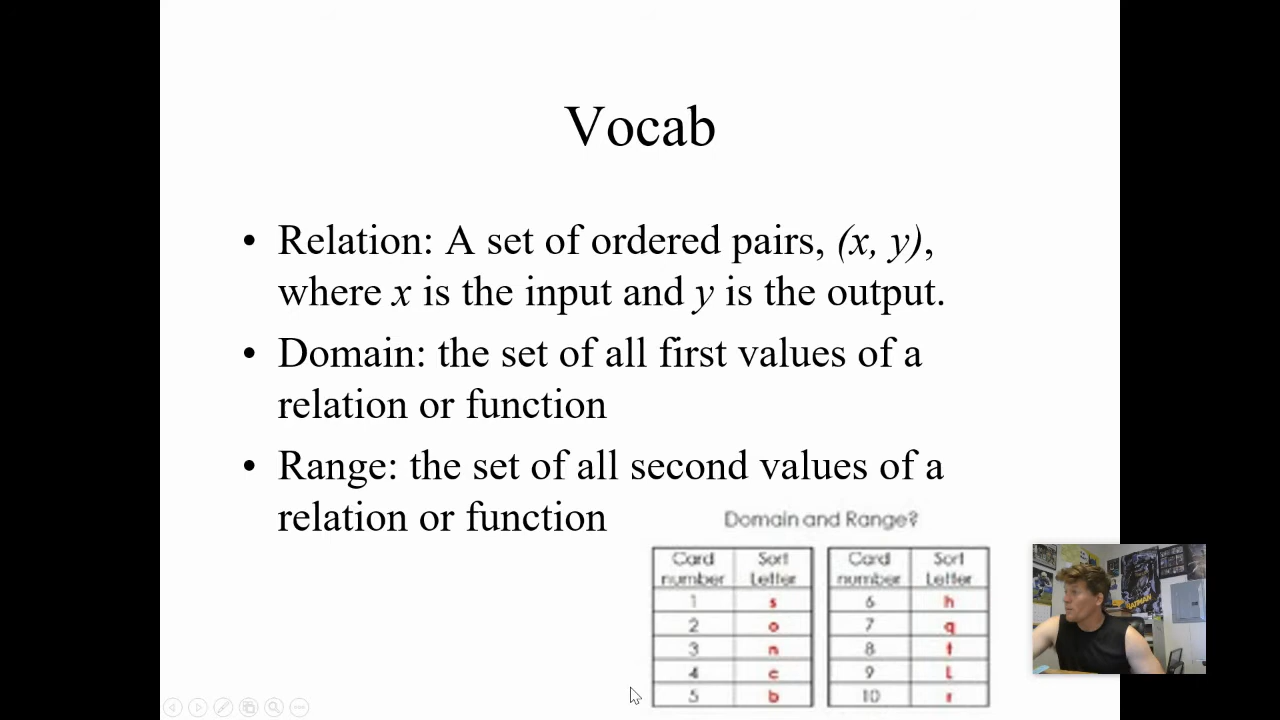 Vocab
• Relation: A set of ordered pairs, (x, y),
where x is the input and y is the output.
• Domain: the set of all first values of a
relation or function
• Range: the set of all second values of a
relation or function
Domain and Range?
Card number Sort Letter
1 s
2 o
3 n
4 c
5 b
Card number Sort Letter
6 h
7 q
8 t
9 L
10 r
BATMAN